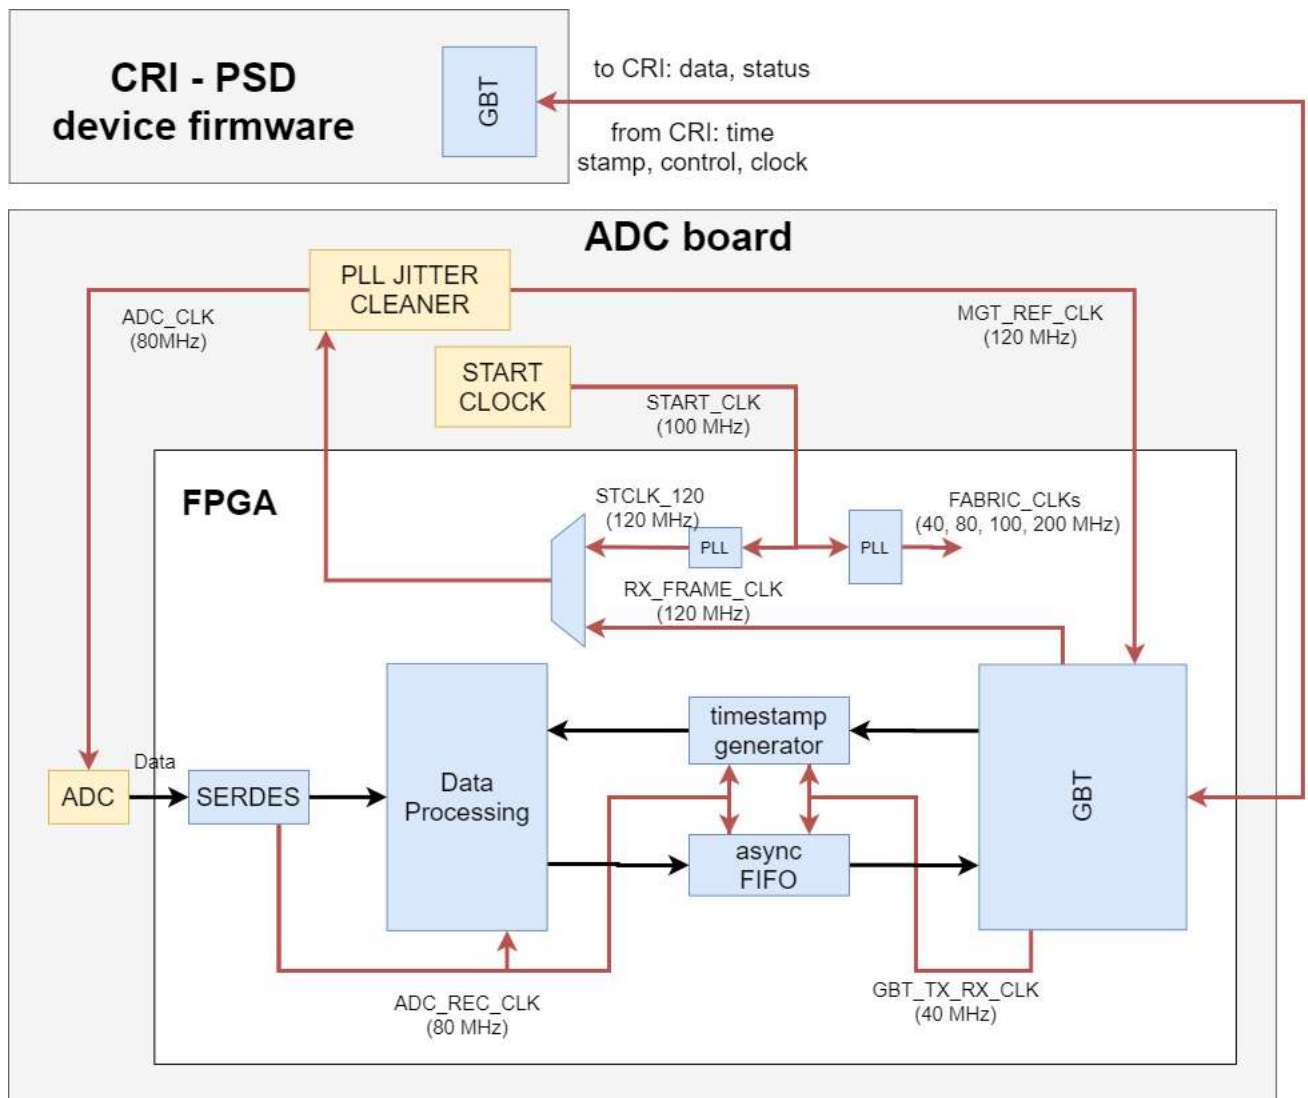 CRI - PSD
device firmware
GBT
to CRI: data, status
from CRI: time
stamp, control, clock
ADC board
PLL JITTER
CLEANER
ADC_CLK
(80MHz)
MGT_REF_CLK
(120 MHz)
START
CLOCK
START_CLK
(100 MHz)
FPGA
STCLK_120
(120 MHz)
PLL
PLL
FABRIC_CLKs
(40, 80, 100, 200 MHz)
RX_FRAME_CLK
(120 MHz)
timestamp
generator
Data
ADC
SERDES
Data
Processing
GBT
async
FIFO
ADC_REC_CLK
(80 MHz)
GBT_TX_RX_CLK
(40 MHz)